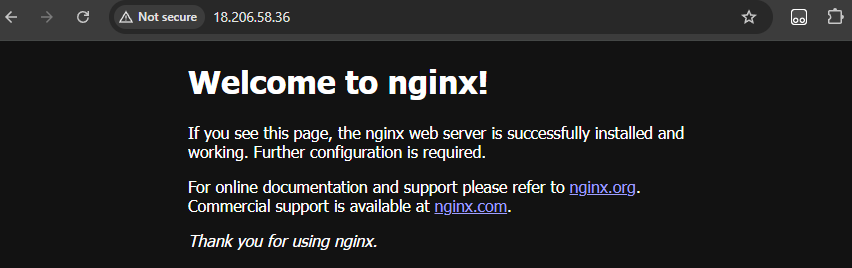 Not secure 18.206.58.36
Welcome to nginx!
If you see this page, the nginx web server is successfully installed and
working. Further configuration is required.
For online documentation and support please refer to nginx.org.
Commercial support is available at nginx.com.
Thank you for using nginx.